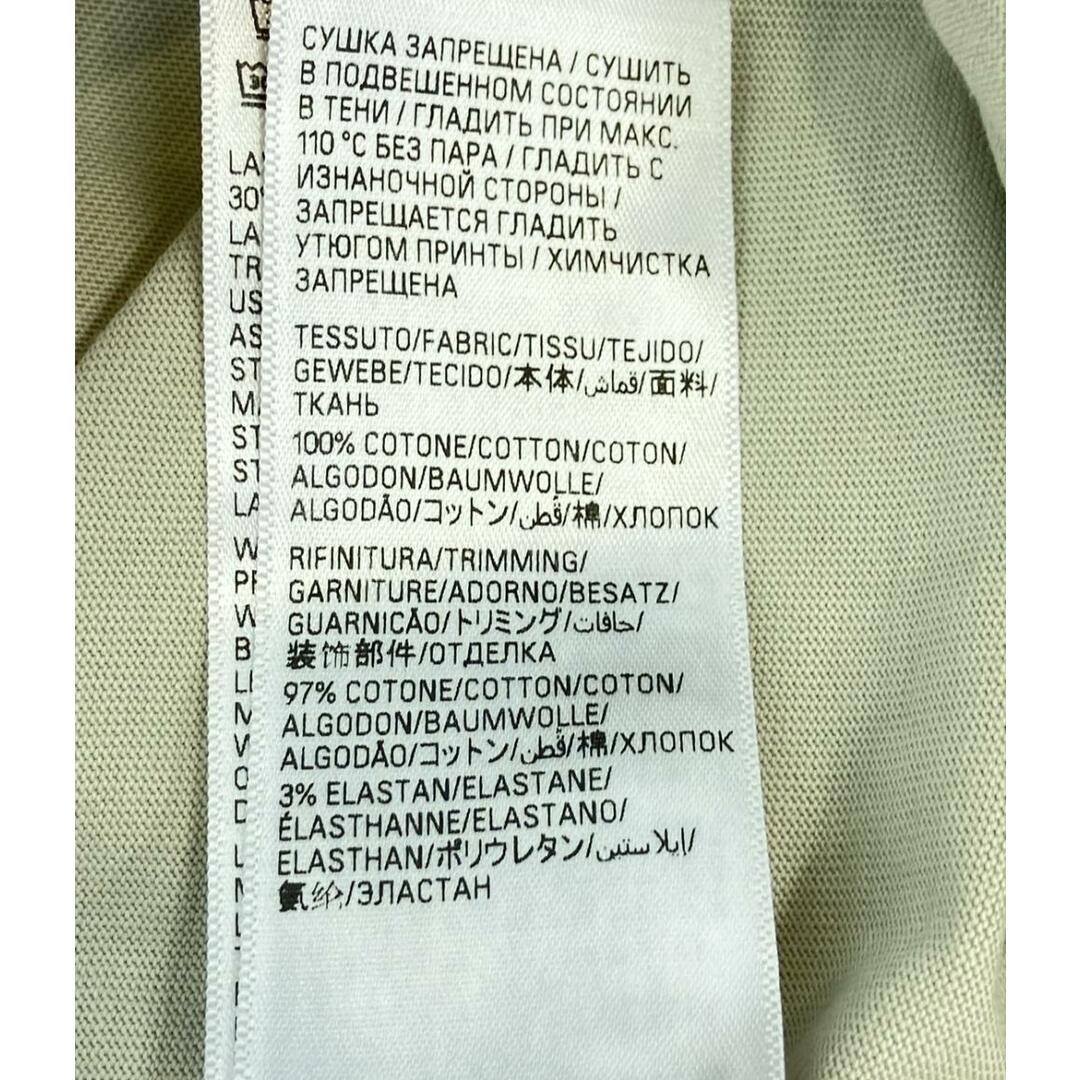 СУШКА ЗАПРЕЩЕНА / СУШИТЬ
В ПОДВЕШЕННОМ СОСТОЯНИИ
В ТЕНИ / ГЛАДИТЬ ПРИ МАКС.
110 °C БЕЗ ПАРА / ГЛАДИТЬ С
ИЗНАНОЧНОЙ СТОРОНЫ /
ЗАПРЕЩАЕТСЯ ГЛАДИТЬ
УТЮГОМ ПРИНТЫ / ХИМЧИСТКА
ЗАПРЕЩЕНА
TESSUTO/FABRIC/TISSU/TEJIDO/
GEWEBE/TECIDO/本体/قماش/面料/
ТКАНЬ
100% COTONE/COTTON/COTON/
ALGODON/BAUMWOLLE/
ALGODÃO/コットン/قطن/棉/ХЛОПОК
RIFINITURA/TRIMMING/
GARNITURE/ADORNO/BESATZ/
GUARNICÃO/トリミング/حافات/
装饰部件/ОТДЕЛКА
97% COTONE/COTTON/COTON/
ALGODON/BAUMWOLLE/
ALGODÃO/コットン/قطن/棉/ХЛОПОК
3% ELASTAN/ELASTANE/
ÉLASTHANNE/ELASTANO/
ELASTHAN/ポリウレタン/إيلاستين/
氨纶/ЭЛАСТАН